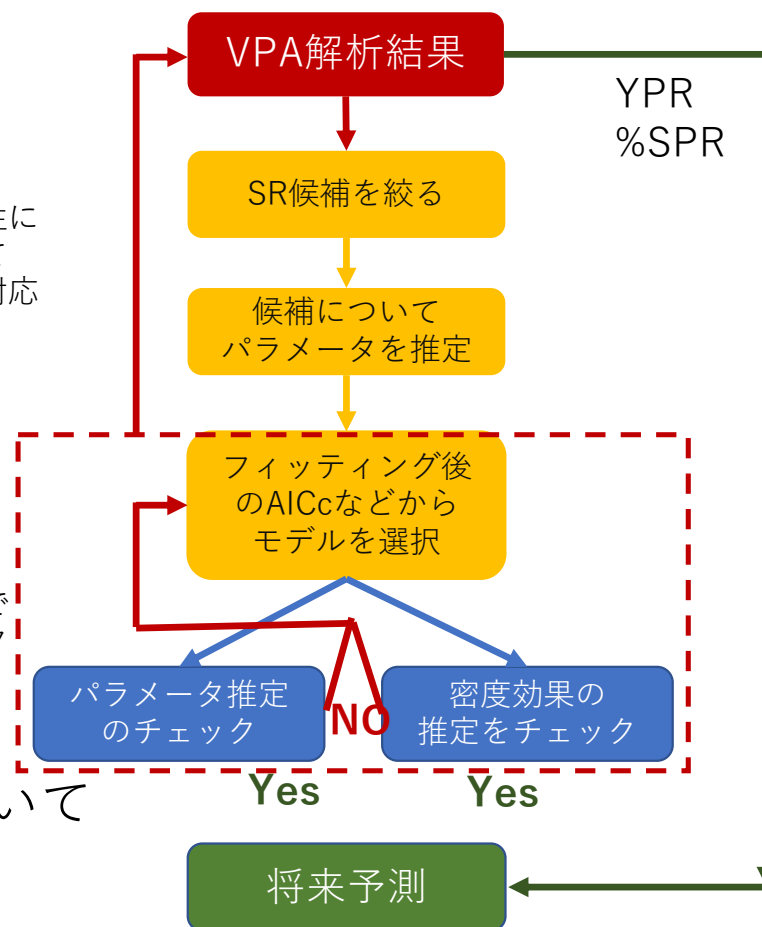 VPA解析結果
YPR
%SPR
SR候補を絞る
に
対応
候補について
パラメータを推定
フィッティング後
のAICcなどから
モデルを選択
で
パラメータ推定
のチェック
NO
密度効果の
推定をチェック
Yes
Yes
いて
将来予測